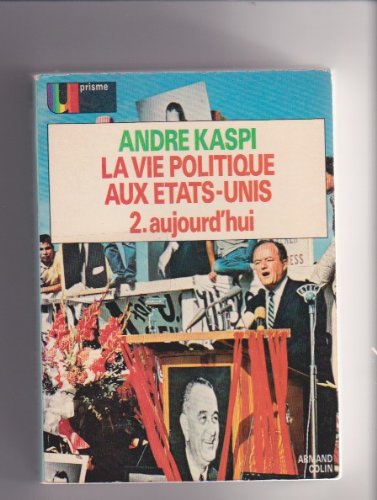 U prisme
ANDRE KASPI
LA VIE POLITIQUE
AUX ETATS-UNIS
2. aujourd'hui
ARMAND
COLIN